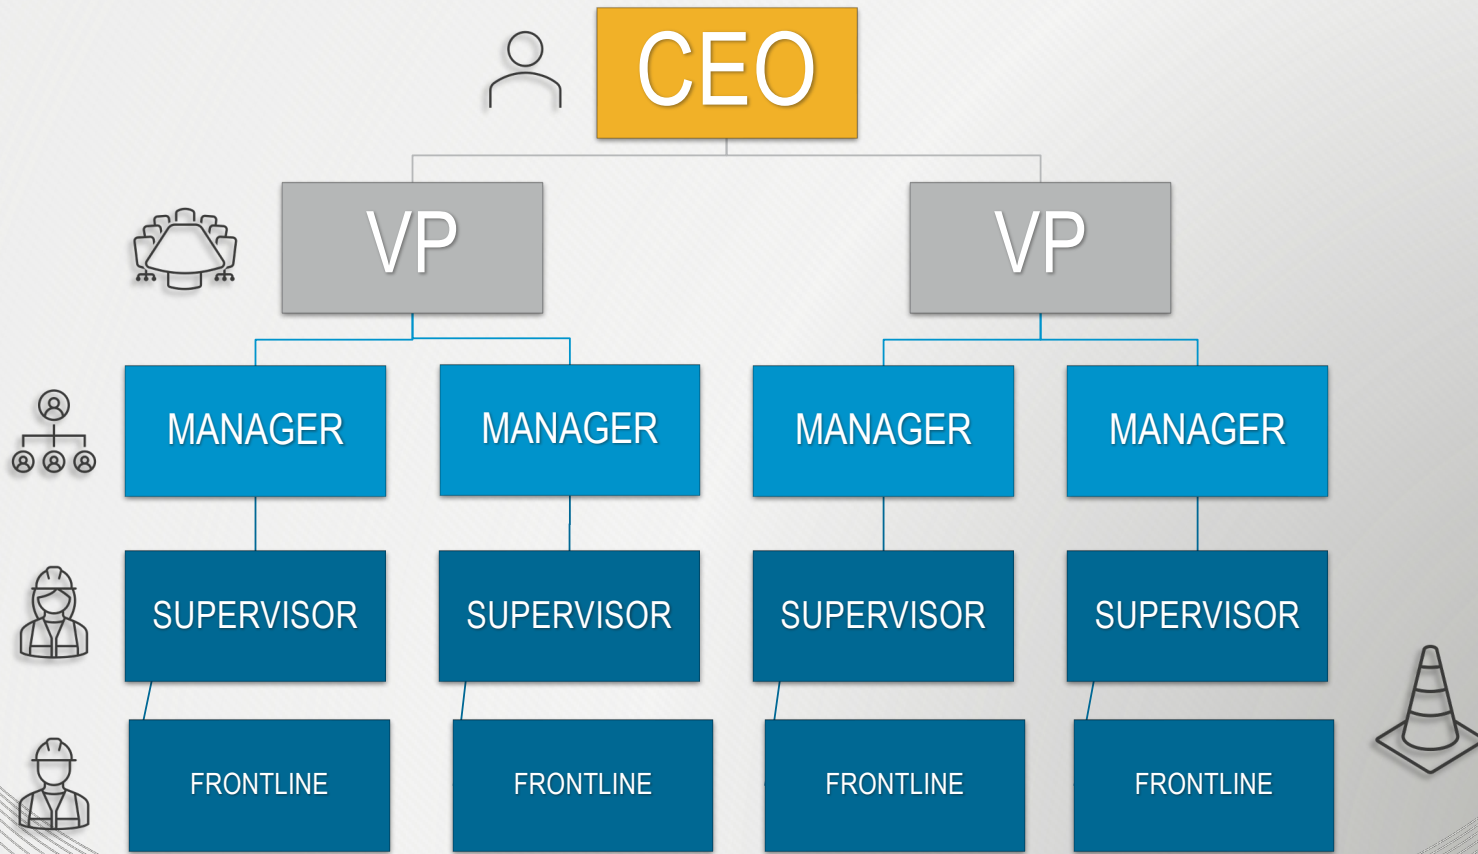 CEO
VP
VP
MANAGER
MANAGER
MANAGER
MANAGER
SUPERVISOR
SUPERVISOR
SUPERVISOR
SUPERVISOR
FRONTLINE
FRONTLINE
FRONTLINE
FRONTLINE